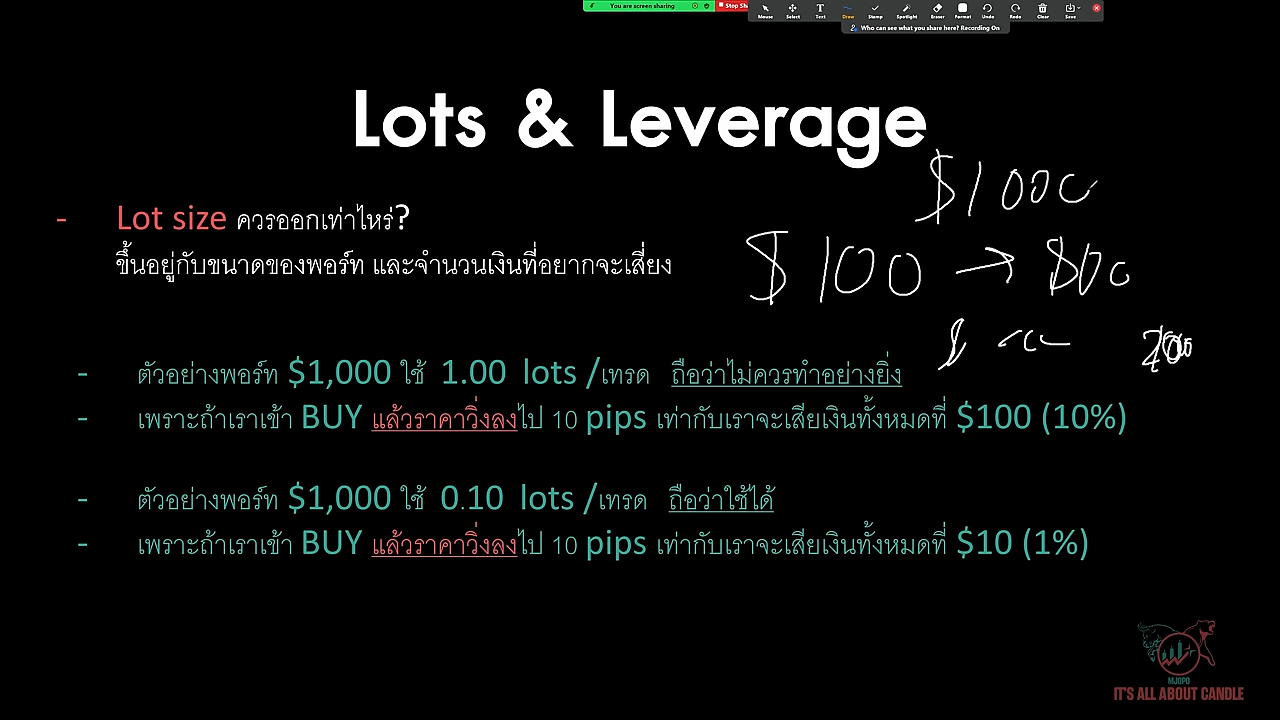 You are screen sharing
Stop Sha
Mouse Select Text Draw Stamp Spotlight Eraser Format Undo Redo Clear Save
Who can see what you share here? Recording On
Lots & Leverage
$1000
- Lot size ควรออกเท่าไหร่?
ขึ้นอยู่กับขนาดของพอร์ท และจำนวนเงินที่อยากจะเสี่ยง
$100 →
- ตัวอย่างพอร์ท $1,000 ใช้ 1.00 lots /เทรด ถือว่าไม่ควรทำอย่างยิ่ง
- เพราะถ้าเราเข้า BUY แล้วราคาวิ่งลงไป 10 pips เท่ากับเราจะเสียเงินทั้งหมดที่ $100 (10%)
- ตัวอย่างพอร์ท $1,000 ใช้ 0.10 lots /เทรด ถือว่าใช้ได้
- เพราะถ้าเราเข้า BUY แล้วราคาวิ่งลงไป 10 pips เท่ากับเราจะเสียเงินทั้งหมดที่ $10 (1%)
MJOPO
IT'S ALL ABOUT CANDLE